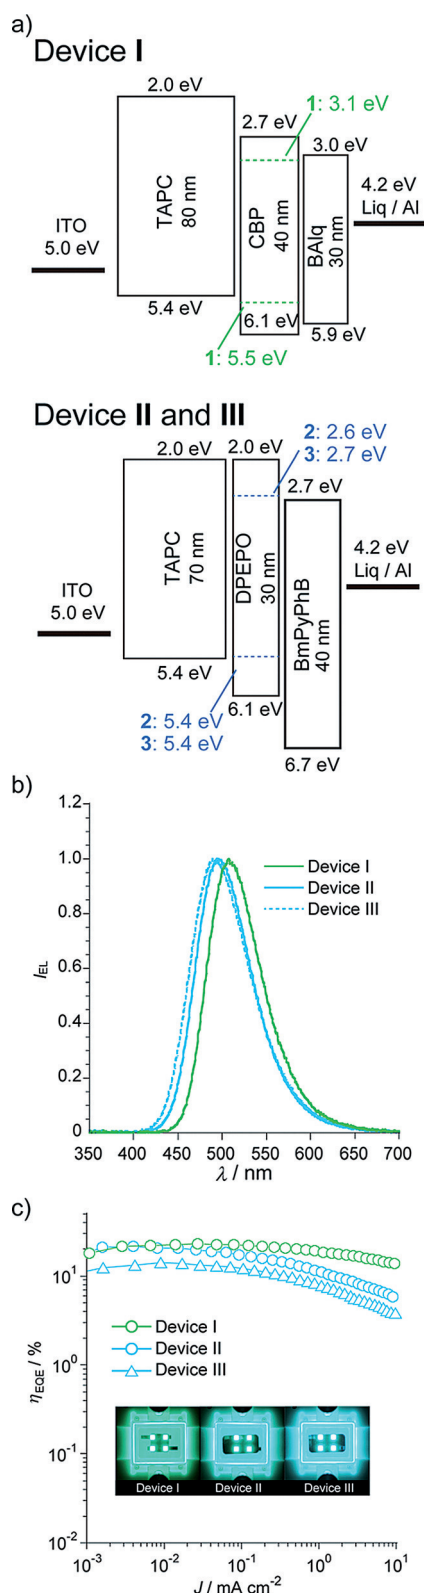 a)
Device I
2.0 eV
1: 3.1 eV
2.7 eV
3.0 eV
4.2 eV
Liq / Al
ITO
5.0 eV
TAPC
80 nm
CBP
40 nm
BAlq
30 nm
5.4 eV
6.1 eV
5.9 eV
1: 5.5 eV
Device II and III
2: 2.6 eV
3: 2.7 eV
2.0 eV
2.0 eV
2.7 eV
4.2 eV
Liq / Al
ITO
5.0 eV
TAPC
70 nm
DPEPO
30 nm
BmPyPhB
40 nm
5.4 eV
2: 5.4 eV
3: 5.4 eV
6.1 eV
6.7 eV
b)
1.2
1.0
0.8
0.6
0.4
0.2
0
I_EL
Device I
Device II
Device III
350 400 450 500 550 600 650 700
λ / nm
c)
10^1
10^0
10^-1
10^-2
η_EQE / %
Device I
Device II
Device III
Device I Device II Device III
10^-3 10^-2 10^-1 10^0 10^1
J / mA cm^-2